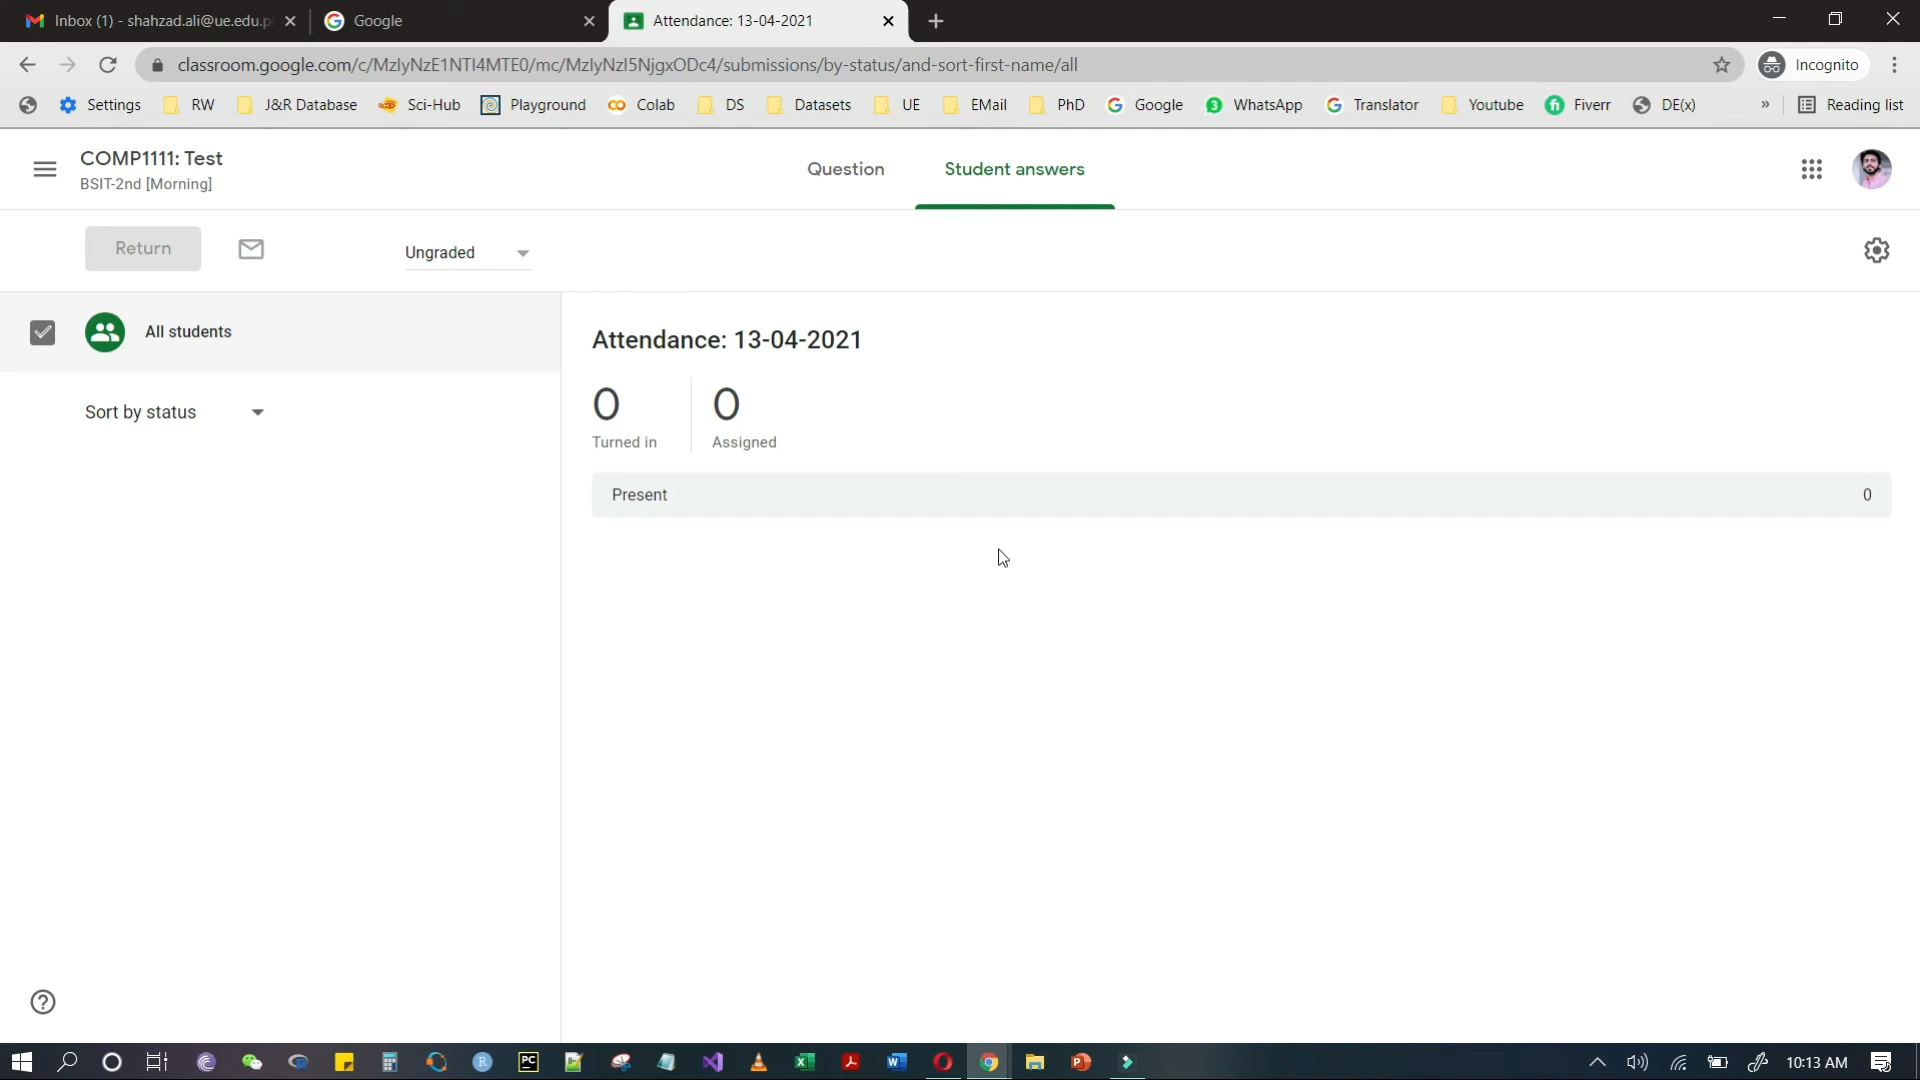 Inbox (1) - shahzad.ali@ue.edu.p
Google
Attendance: 13-04-2021
classroom.google.com/c/MzIyNzE1NTI4MTE0/mc/MzIyNzI5NjgxODc4/submissions/by-status/and-sort-first-name/all
Incognito
Settings RW J&R Database Sci-Hub Playground Colab DS Datasets UE EMail PhD Google WhatsApp Translator Youtube Fiverr DE(x) » Reading list
COMP1111: Test
BSIT-2nd [Morning]
Question
Student answers
Return
Ungraded
All students
Sort by status
Attendance: 13-04-2021
0 0
Turned in Assigned
Present 0
10:13 AM